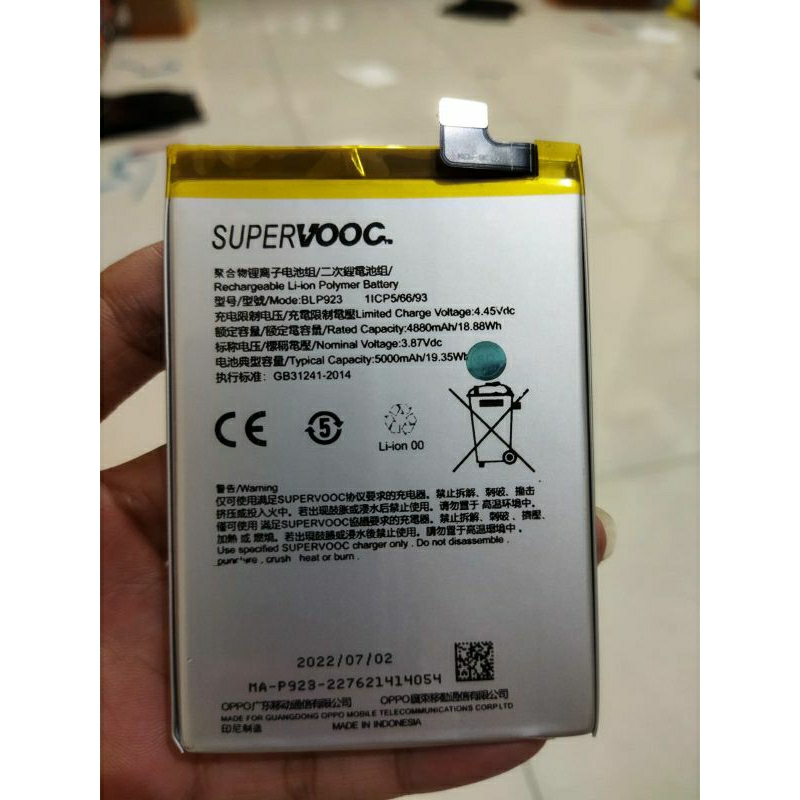 SUPERVOOC™
聚合物锂离子电池组/二次鋰電池組/
Rechargeable Li-ion Polymer Battery
型号/型號/Mode:BLP923 1ICP5/66/93
充电限制电压/充電限制電壓Limited Charge Voltage:4.45Vdc
额定容量/額定電容量/Rated Capacity:4880mAh/18.88Wh
标称电压/標稱電壓/Nominal Voltage:3.87Vdc
电池典型容量/Typical Capacity:5000mAh/19.35Wh
执行标准: GB31241-2014
CE
5
Li-ion 00
警告/Warning
仅可使用满足SUPERVOOC协议要求的充电器。禁止拆解、刺破、撞击
挤压或投入火中。若出现鼓胀或浸水后禁止使用。请勿置于高温环境中。
僅可使用 滿足SUPERVOOC協議要求的充電器。禁止拆解、刺破、擠壓、
加熱 或 燃燒。若出現鼓脹或浸水後禁止使用。請勿置于高溫環境中。
Use specified SUPERVOOC charger only . Do not disassemble .
crush heat or burn .
2022/07/02
MA-P923-227621414054
OPPO广东移动通信有限公司 OPPO廣東移動通信有限公司
MADE FOR GUANGDONG OPPO MOBILE TELECOMMUNICATIONS CORP LTD
印尼制造 MADE IN INDONESIA